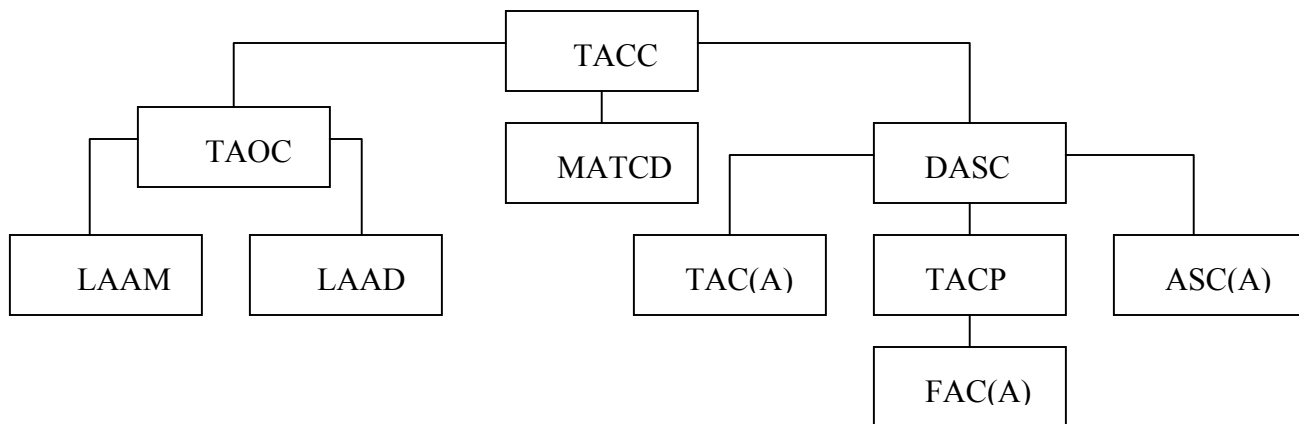 TACC
TAOC
MATCD
DASC
LAAM
LAAD
TAC(A)
TACP
ASC(A)
FAC(A)